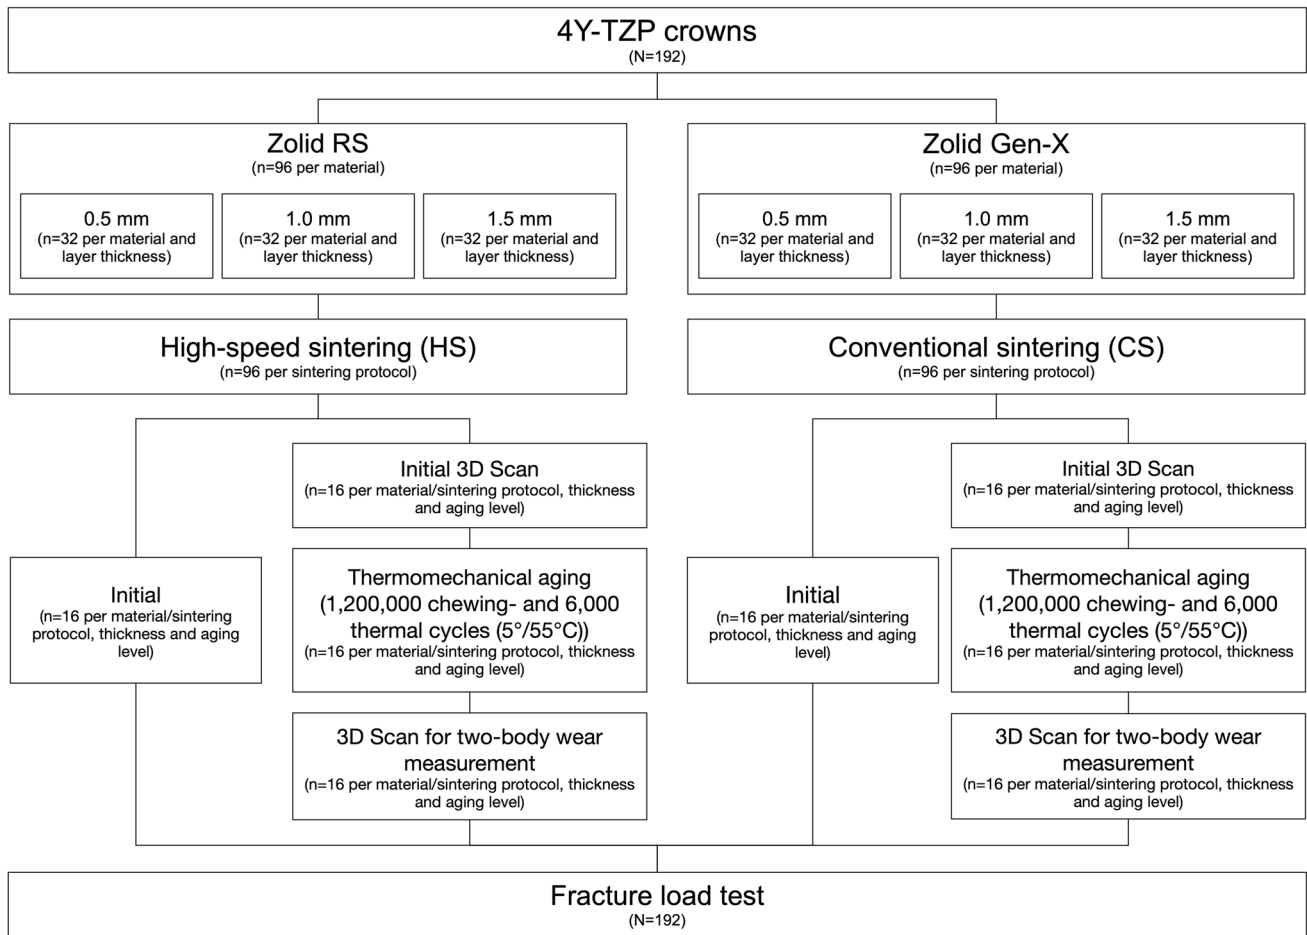 4Y-TZP crowns
(N=192)
Zolid RS
(n=96 per material)
0.5 mm
(n=32 per material and
layer thickness)
1.0 mm
(n=32 per material and
layer thickness)
1.5 mm
(n=32 per material and
layer thickness)
Zolid Gen-X
(n=96 per material)
0.5 mm
(n=32 per material and
layer thickness)
1.0 mm
(n=32 per material and
layer thickness)
1.5 mm
(n=32 per material and
layer thickness)
High-speed sintering (HS)
(n=96 per sintering protocol)
Conventional sintering (CS)
(n=96 per sintering protocol)
Initial
(n=16 per material/sintering
protocol, thickness and aging
level)
Initial 3D Scan
(n=16 per material/sintering protocol, thickness
and aging level)
Thermomechanical aging
(1,200,000 chewing- and 6,000
thermal cycles (5°/55°C))
(n=16 per material/sintering protocol, thickness
and aging level)
3D Scan for two-body wear
measurement
(n=16 per material/sintering protocol, thickness
and aging level)
Initial
(n=16 per material/sintering
protocol, thickness and aging
level)
Initial 3D Scan
(n=16 per material/sintering protocol, thickness
and aging level)
Thermomechanical aging
(1,200,000 chewing- and 6,000
thermal cycles (5°/55°C))
(n=16 per material/sintering protocol, thickness
and aging level)
3D Scan for two-body wear
measurement
(n=16 per material/sintering protocol, thickness
and aging level)
Fracture load test
(N=192)